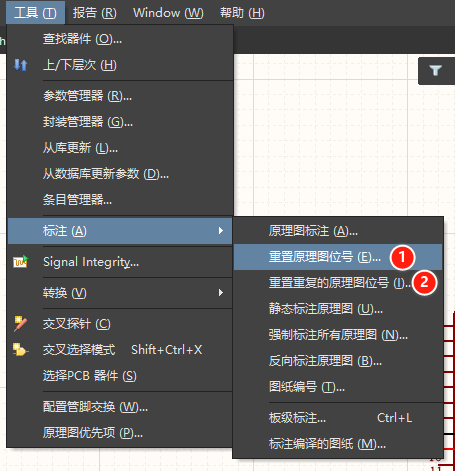 工具 (T) 报告 (R) Window (W) 帮助 (H)
查找器件 (O)...
上/下层次 (H)
参数管理器 (R)...
封装管理器 (G)...
从库更新 (L)...
从数据库更新参数 (D)...
条目管理器...
标注 (A)
Signal Integrity...
转换 (V)
交叉探针 (C)
交叉选择模式 Shift+Ctrl+X
选择PCB 器件 (S)
配置管脚交换 (W)...
原理图优先项 (P)...
原理图标注 (A)...
重置原理图位号 (E)... 1
重置重复的原理图位号 (I)... 2
静态标注原理图 (U)...
强制标注所有原理图 (N)...
反向标注原理图 (B)...
图纸编号 (T)...
板级标注... Ctrl+L
标注编译的图纸 (M)...